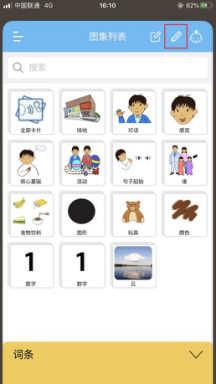 中国联通 4G 16:10 62%
图集列表
搜索
全部卡片 场地 对话 感觉
核心基础 活动 句子起始 谁
食物饮料 图形 玩具 颜色
1 1
数字 数字 云
词条